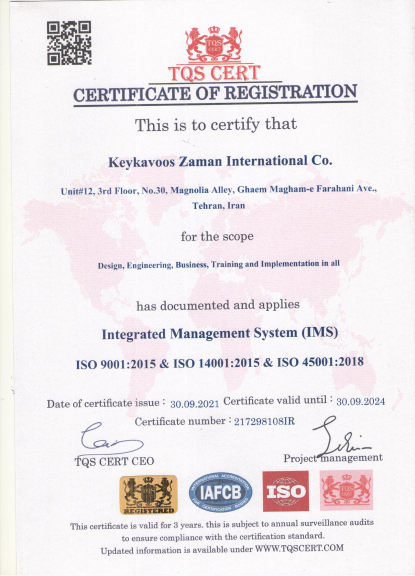 TQS
TQS CERT
CERTIFICATE OF REGISTRATION
This is to certify that
Keykavoos Zaman International Co.
Unit#12, 3rd Floor, No.30, Magnolia Alley, Ghaem Magham-e Farahani Ave.,
Tehran, Iran
for the scope
Design, Engineering, Business, Training and Implementation in all
has documented and applies
Integrated Management System (IMS)
ISO 9001:2015 & ISO 14001:2015 & ISO 45001:2018
Date of certificate issue : 30.09.2021 Certificate valid until : 30.09.2024
Certificate number : 217298108IR
TQS CERT CEO
Project management
REGISTERED
IAFCB
ISO
This certificate is valid for 3 years. this is subject to annual surveillance audits
to ensure compliance with the certification standard.
Updated information is available under WWW.TQSCERT.COM